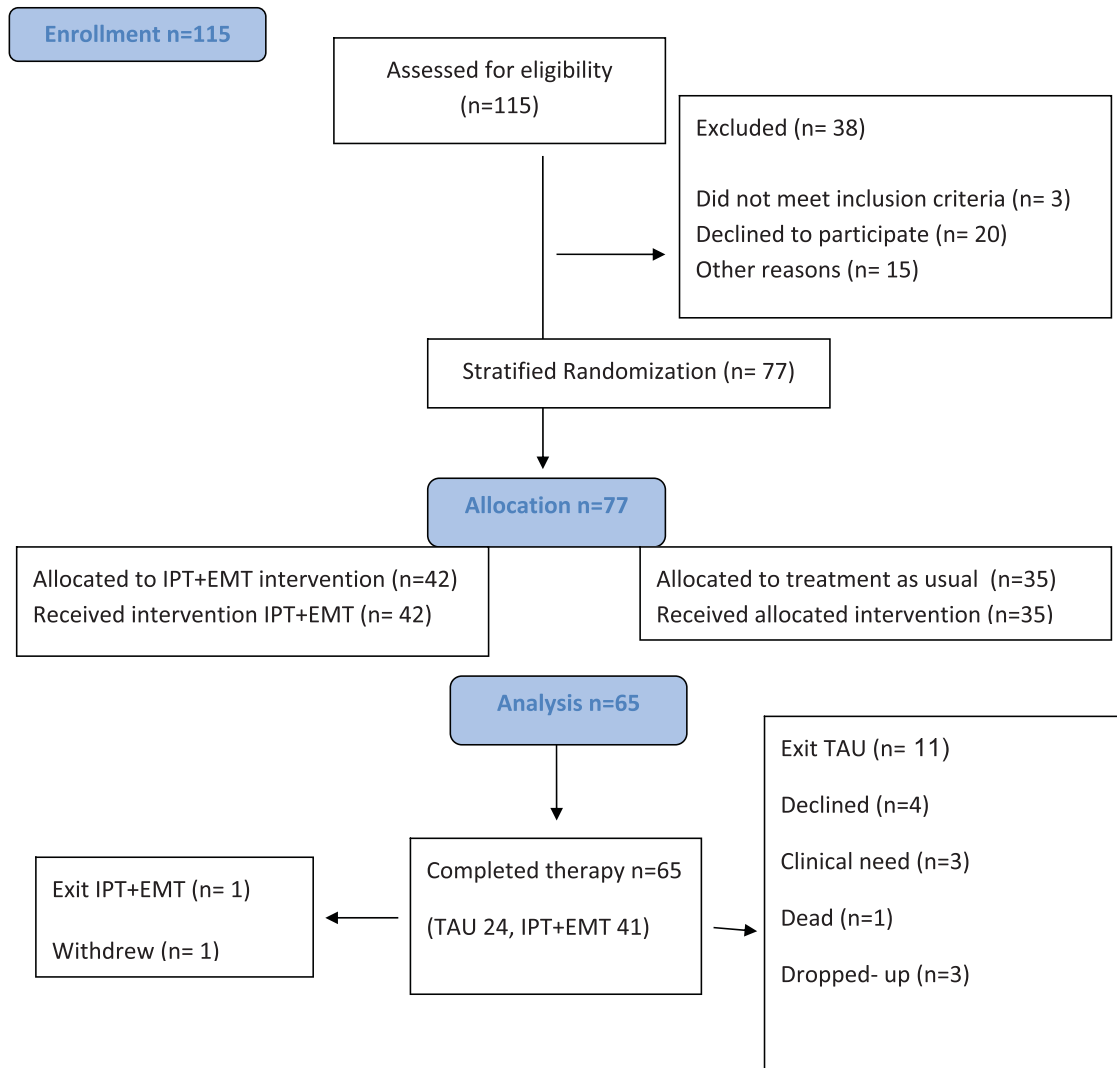 Enrollment n=115
Assessed for eligibility
(n=115)
Excluded (n= 38)
Did not meet inclusion criteria (n= 3)
Declined to participate (n= 20)
Other reasons (n= 15)
Stratified Randomization (n= 77)
Allocation n=77
Allocated to IPT+EMT intervention (n=42)
Received intervention IPT+EMT (n= 42)
Allocated to treatment as usual (n=35)
Received allocated intervention (n=35)
Analysis n=65
Exit TAU (n= 11)
Declined (n=4)
Clinical need (n=3)
Dead (n=1)
Dropped- up (n=3)
Completed therapy n=65
(TAU 24, IPT+EMT 41)
Exit IPT+EMT (n= 1)
Withdrew (n= 1)